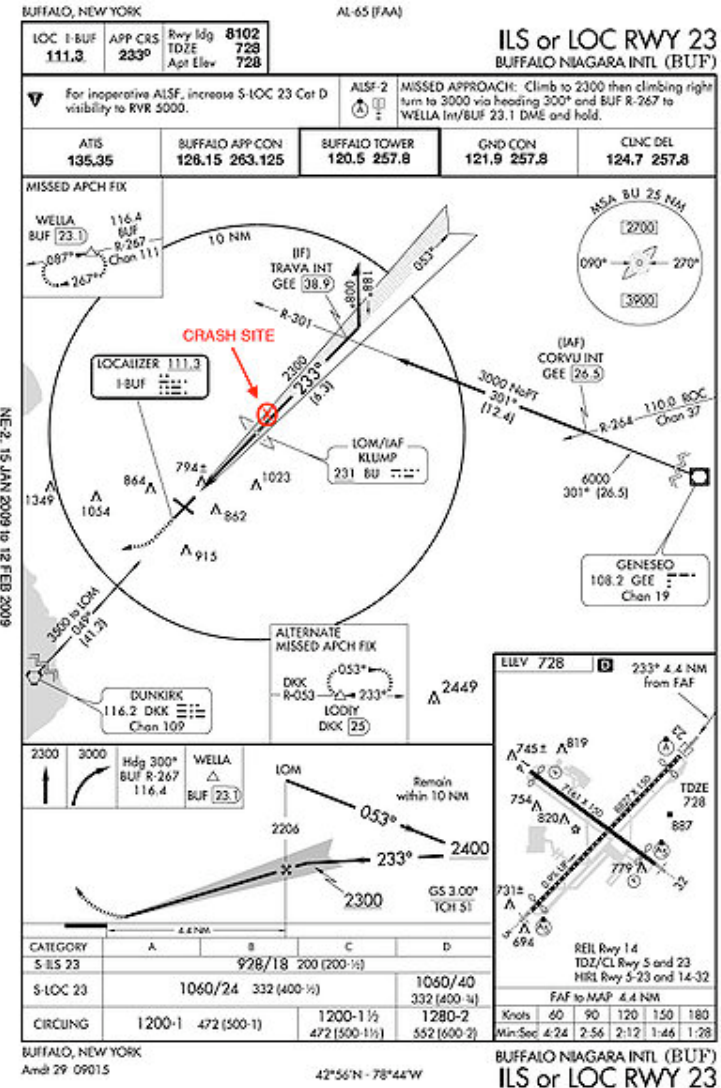 BUFFALO, NEW YORK
AL-65 (FAA)
LOC I-BUF
111.3
APP CRS
233°
Rwy ldg 8102
TDZE 728
Apt Elev 728
ILS or LOC RWY 23
BUFFALO NIAGARA INTL (BUF)
For inoperative ALSF, increase S-LOC 23 Cat D
visibility to RVR 5000.
ALSF-2
MISSED APPROACH: Climb to 2300 then climbing right
turn to 3000 via heading 300° and BUF R-267 to
WELLA Int/BUF 23.1 DME and hold.
ATIS
135.35
BUFFALO APP CON
126.15 263.125
BUFFALO TOWER
120.5 257.8
GND CON
121.9 257.8
CLNC DEL
124.7 257.8
MISSED APCH FIX
WELLA
BUF 23.1
116.4
BUF
R-267
Chan 111
087°
267°
10 NM
(IF)
TRAVA INT
GEE 38.9
188°
008°
053°
MSA BU 25 NM
2700
090°
270°
3900
R-301
CRASH SITE
LOCALIZER 111.3
I-BUF
2300
233°
(6.3)
(IAF)
CORVU INT
GEE 26.5
3000 NoPT
301°
(12.4)
R-264
110.0 ROC
Chan 37
LOM/IAF
KLUMP
231 BU
6000
301° (26.5)
794±
864
1023
1349
1054
862
915
GENESEO
108.2 GEE
Chan 19
NE-2, 15 JAN 2009 to 12 FEB 2009
3500 to LOM
049°
(41.2)
DUNKIRK
116.2 DKK
Chan 109
ALTERNATE
MISSED APCH FIX
DKK
R-053
053°
233°
LODIY
DKK 25
2449
ELEV 728
D
233° 4.4 NM
from FAF
745±
819
23
14
7161 X 150
8827 X 150
TDZE
728
754
820
887
779
0.9% UP
32
731±
5
694
REIL Rwy 14
TDZ/CL Rwy 5 and 23
HIRL Rwy 5-23 and 14-32
2300
3000
Hdg 300°
BUF R-267
116.4
WELLA
BUF 23.1
LOM
Remain
within 10 NM
053°
2206
2400
233°
2300
GS 3.00°
TCH 51
4.4 NM
CATEGORY A B C D
S-ILS 23 928/18 200 (200-½)
S-LOC 23 1060/24 332 (400-½) 1060/40 332 (400-¾)
CIRCLING 1200-1 472 (500-1) 1200-1½ 472 (500-1½) 1280-2 552 (600-2)
FAF to MAP 4.4 NM
Knots 60 90 120 150 180
Min:Sec 4:24 2:56 2:12 1:46 1:28
BUFFALO, NEW YORK
Amdt 29 09015
42°56'N - 78°44'W
BUFFALO NIAGARA INTL (BUF)
ILS or LOC RWY 23